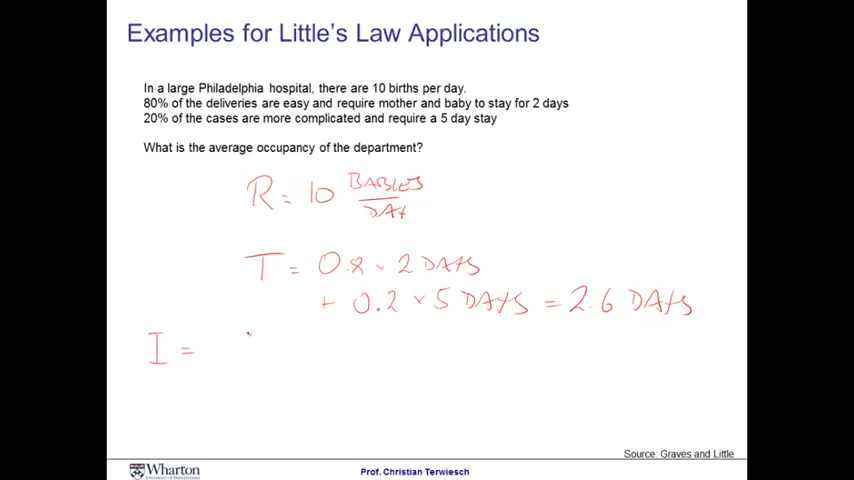 Examples for Little's Law Applications
In a large Philadelphia hospital, there are 10 births per day.
80% of the deliveries are easy and require mother and baby to stay for 2 days
20% of the cases are more complicated and require a 5 day stay
What is the average occupancy of the department?
R = 10 BABIES
DAY
T = 0.8 × 2 DAYS
+ 0.2 × 5 DAYS = 2.6 DAYS
I =
Source: Graves and Little
Wharton
Prof. Christian Terwiesch